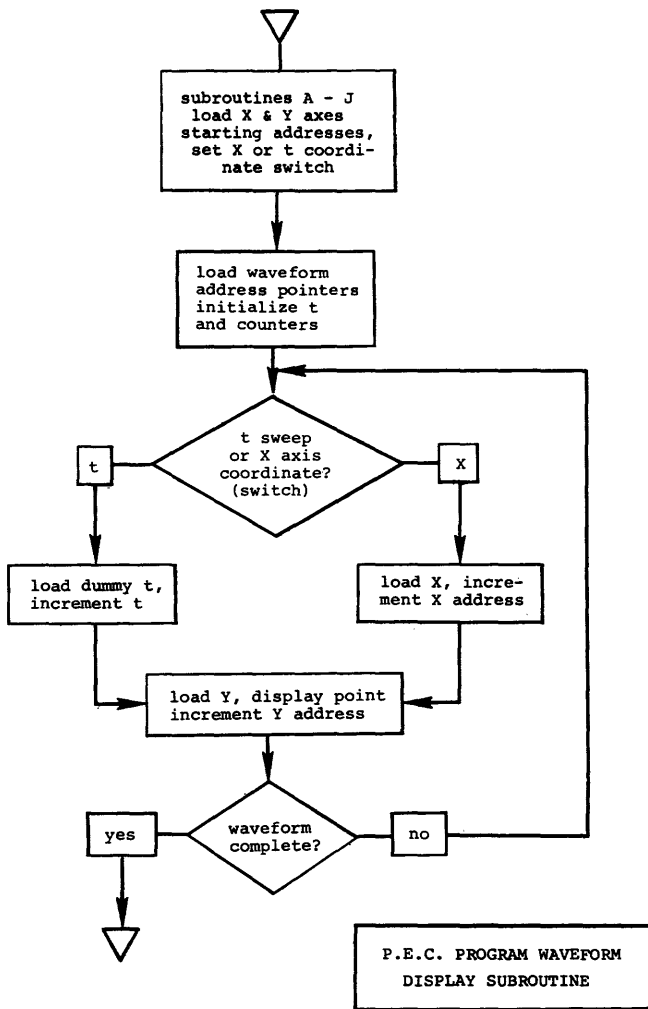 subroutines A - J
load X & Y axes
starting addresses,
set X or t coordi-
nate switch
load waveform
address pointers
initialize t
and counters
t sweep
or X axis
coordinate?
(switch)
t
X
load dummy t,
increment t
load X, incre-
ment X address
load Y, display point
increment Y address
waveform
complete?
yes
no
P.E.C. PROGRAM WAVEFORM
DISPLAY SUBROUTINE